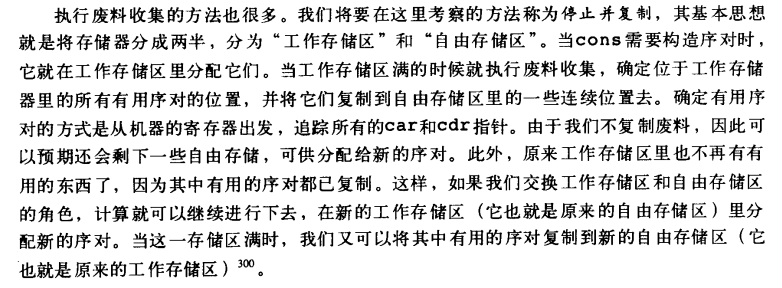 执行废料收集的方法也很多。我们将要在这里考察的方法称为停止并复制，其基本思想
就是将存储器分成两半，分为“工作存储区”和“自由存储区”。当cons需要构造序对时，
它就在工作存储区里分配它们。当工作存储区满的时候就执行废料收集，确定位于工作存储
器里的所有有用序对的位置，并将它们复制到自由存储区里的一些连续位置去。确定有用序
对的方式是从机器的寄存器出发，追踪所有的car和cdr指针。由于我们不复制废料，因此可
以预期还会剩下一些自由存储，可供分配给新的序对。此外，原来工作存储区里也不再有有
用的东西了，因为其中有用的序对都已复制。这样，如果我们交换工作存储区和自由存储区
的角色，计算就可以继续进行下去，在新的工作存储区（它也就是原来的自由存储区）里分
配新的序对。当这一存储区满时，我们又可以将其中有用的序对复制到新的自由存储区（它
也就是原来的工作存储区）300。